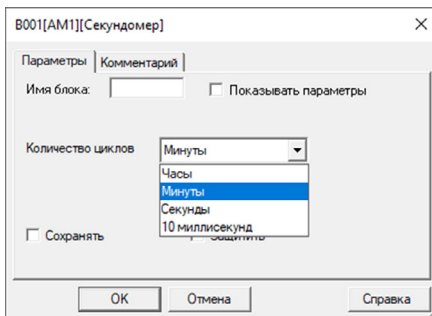 B001[AM1][Секундомер]
Параметры Комментарий
Имя блока: Показывать параметры
Количество циклов Минуты
Часы
Минуты
Секунды
10 миллисекунд
Сохранять Защитить
OK Отмена Справка